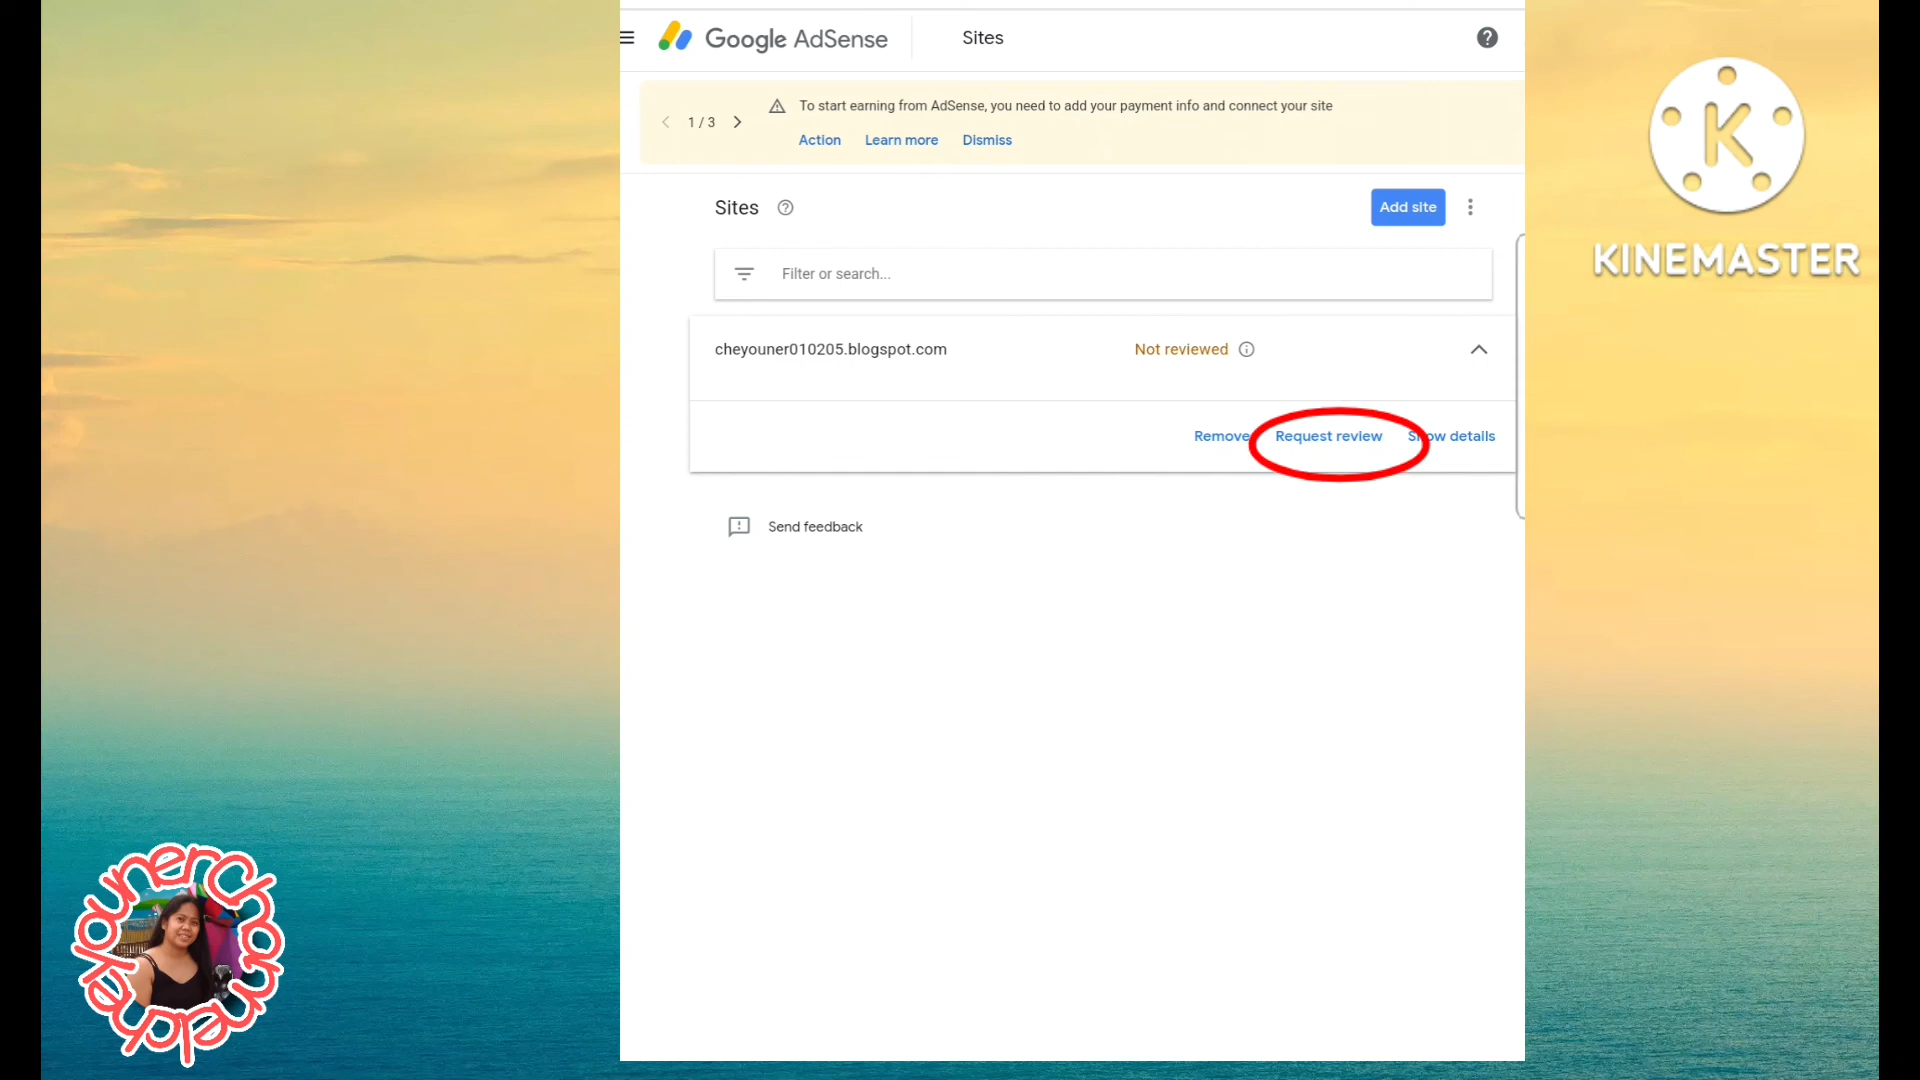 Google AdSense
Sites
1 / 3
To start earning from AdSense, you need to add your payment info and connect your site
Action
Learn more
Dismiss
Sites
Add site
Filter or search...
cheyouner010205.blogspot.com
Not reviewed
Remove
Request review
Show details
Send feedback
K
KINEMASTER